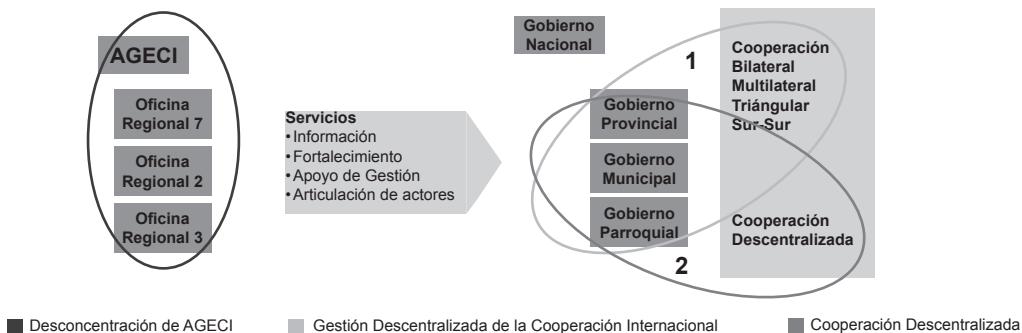 AGECI
Oficina
Regional 7
Oficina
Regional 2
Oficina
Regional 3
Servicios
•Información
•Fortalecimiento
•Apoyo de Gestión
•Articulación de actores
Gobierno
Nacional
Gobierno
Provincial
Gobierno
Municipal
Gobierno
Parroquial
1
2
Cooperación
Bilateral
Multilateral
Triángular
Sur-Sur
Cooperación
Descentralizada
Desconcentración de AGECI
Gestión Descentralizada de la Cooperación Internacional
Cooperación Descentralizada